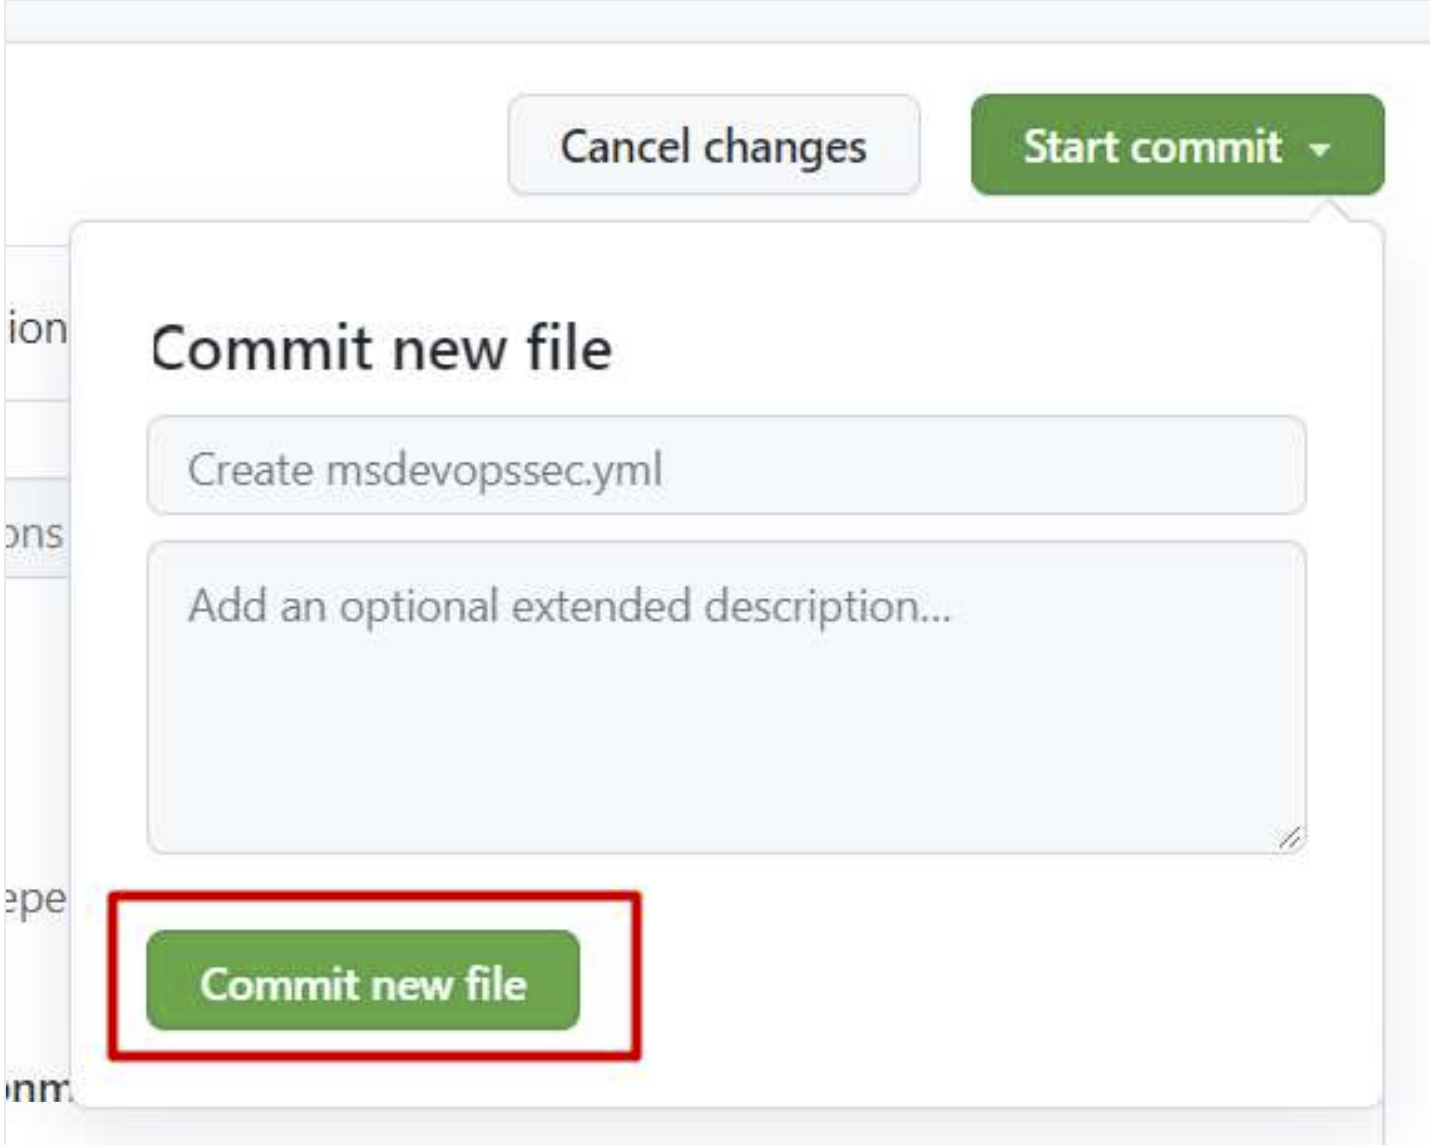 Cancel changes
Start commit
ion
Commit new file
Create msdevopssec.yml
ons
Add an optional extended description...
epe
Commit new file
onm